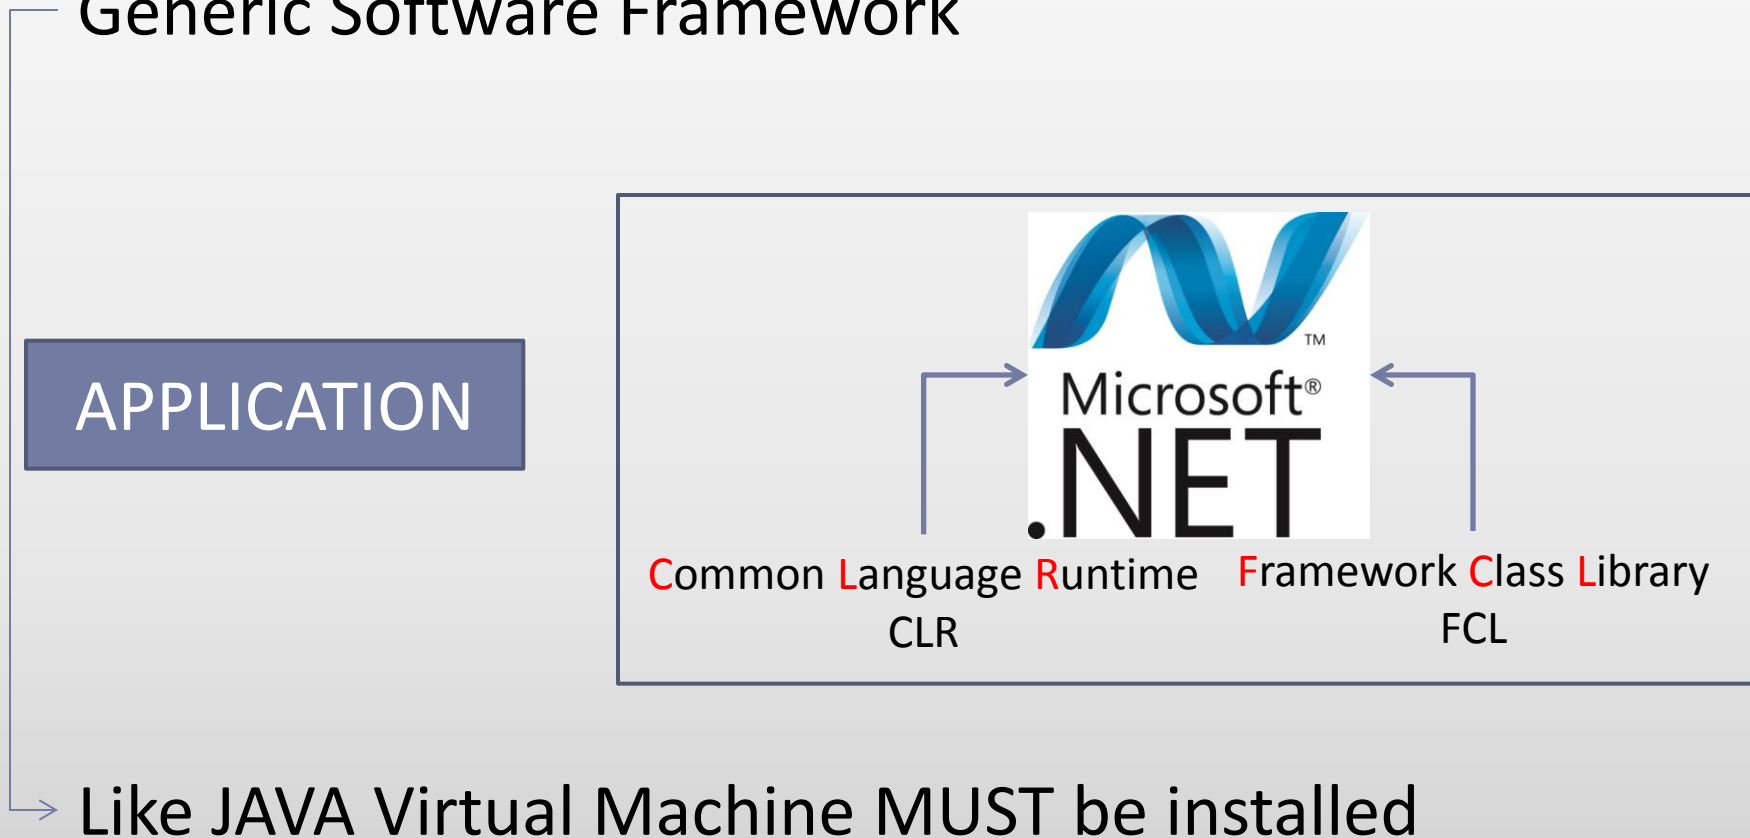 Generic Software Framework
APPLICATION
TM
Microsoft®
.NET
Common Language Runtime
CLR
Framework Class Library
FCL
Like JAVA Virtual Machine MUST be installed